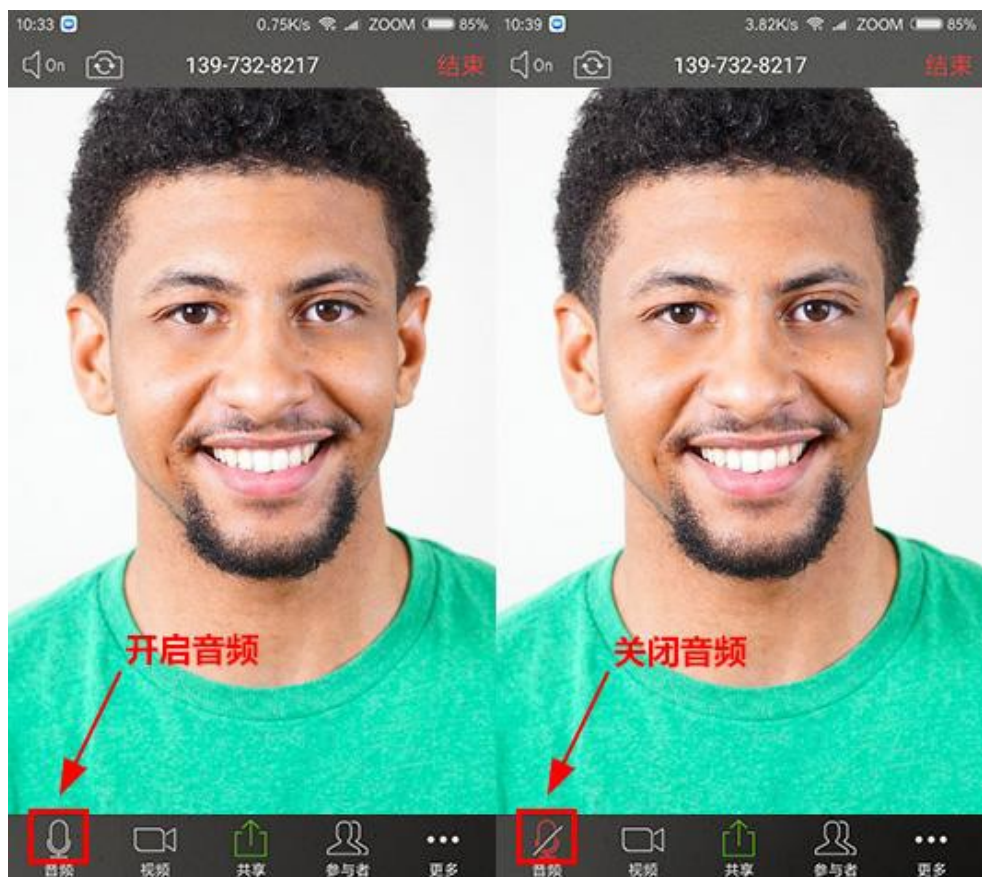 10:33 0.75K/s ZOOM 85%
On 139-732-8217 结束
开启音频
音频 视频 共享 参与者 更多
10:39 3.82K/s ZOOM 85%
On 139-732-8217 结束
关闭音频
音频 视频 共享 参与者 更多